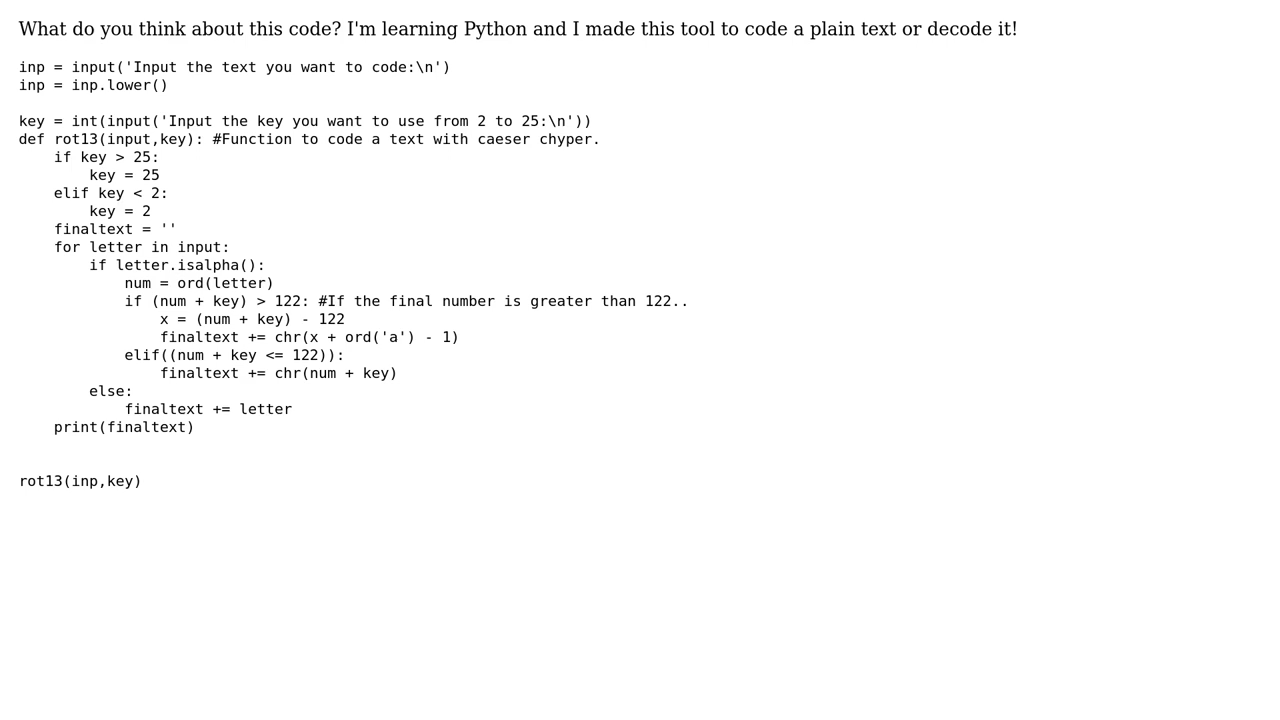 What do you think about this code? I'm learning Python and I made this tool to code a plain text or decode it!
inp = input('Input the text you want to code:\n')
inp = inp.lower()

key = int(input('Input the key you want to use from 2 to 25:\n'))
def rot13(input,key): #Function to code a text with caeser chyper.
    if key > 25:
        key = 25
    elif key < 2:
        key = 2
    finaltext = ''
    for letter in input:
        if letter.isalpha():
            num = ord(letter)
            if (num + key) > 122: #If the final number is greater than 122..
                x = (num + key) - 122
                finaltext += chr(x + ord('a') - 1)
            elif((num + key <= 122)):
                finaltext += chr(num + key)
        else:
            finaltext += letter
    print(finaltext)


rot13(inp,key)